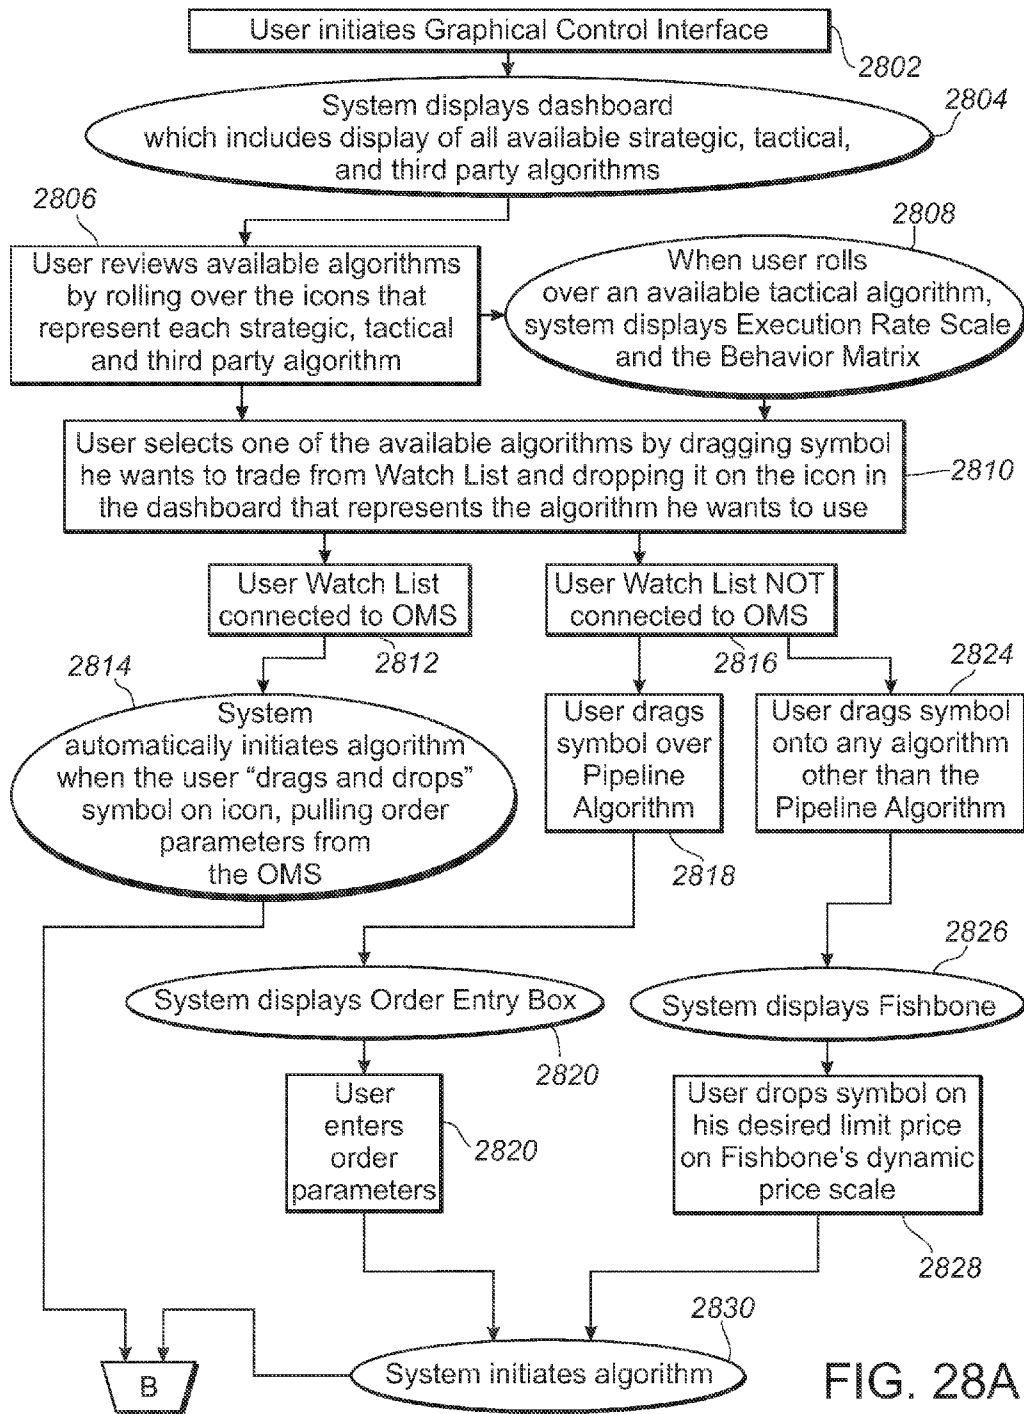 User initiates Graphical Control Interface
2802
System displays dashboard
which includes display of all available strategic, tactical,
and third party algorithms
2804
2806
User reviews available algorithms
by rolling over the icons that
represent each strategic, tactical
and third party algorithm
2808
When user rolls
over an available tactical algorithm,
system displays Execution Rate Scale
and the Behavior Matrix
User selects one of the available algorithms by dragging symbol
he wants to trade from Watch List and dropping it on the icon in
the dashboard that represents the algorithm he wants to use
2810
User Watch List
connected to OMS
2812
User Watch List NOT
connected to OMS
2816
2814
System
automatically initiates algorithm
when the user “drags and drops”
symbol on icon, pulling order
parameters from
the OMS
User drags
symbol over
Pipeline
Algorithm
2818
2824
User drags symbol
onto any algorithm
other than the
Pipeline Algorithm
System displays Order Entry Box
2820
2826
System displays Fishbone
User
enters
order
parameters
2820
User drops symbol on
his desired limit price
on Fishbone's dynamic
price scale
2828
2830
System initiates algorithm
B
FIG. 28A